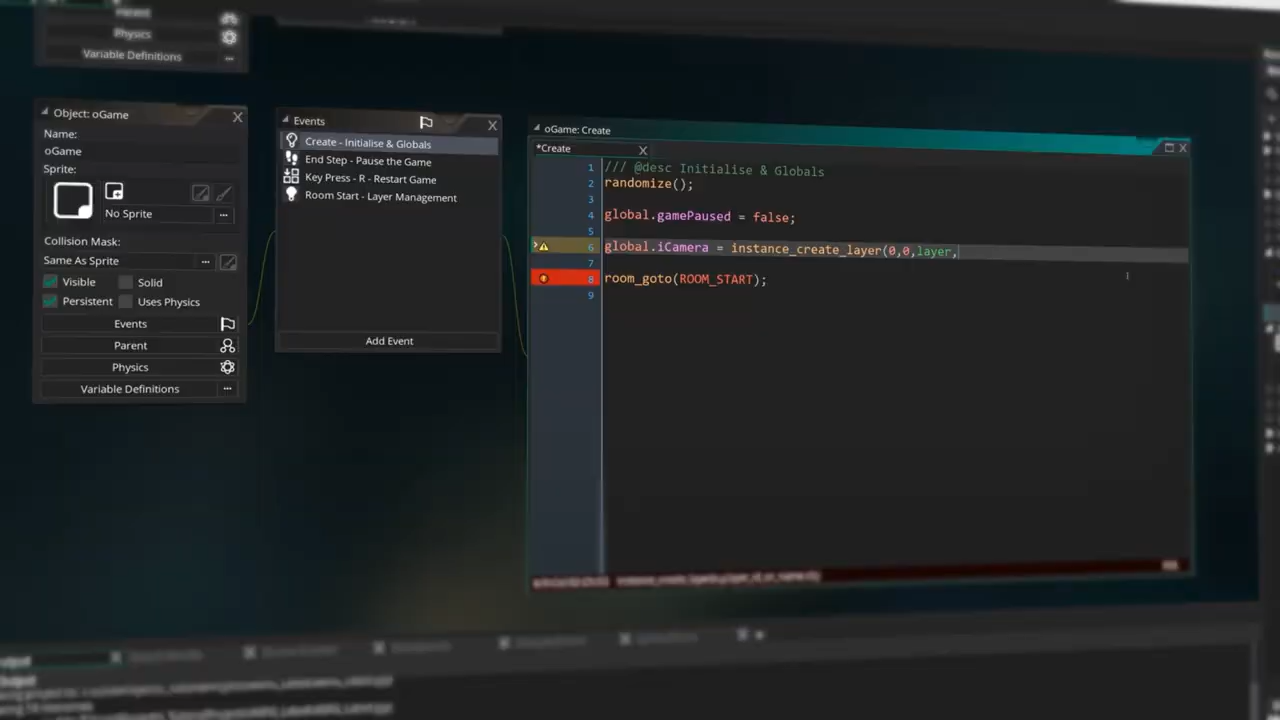 Parent
Physics
Variable Definitions
Object: oGame
Name:
oGame
Sprite:
No Sprite
Collision Mask:
Same As Sprite
Visible
Solid
Persistent
Uses Physics
Events
Parent
Physics
Variable Definitions
Events
Create - Initialise & Globals
End Step - Pause the Game
Key Press - R - Restart Game
Room Start - Layer Management
Add Event
oGame: Create
*Create
1 /// @desc Initialise & Globals
2 randomize();
3
4 global.gamePaused = false;
5
6 global.iCamera = instance_create_layer(0,0,layer,
7
8 room_goto(ROOM_START);
9
Output